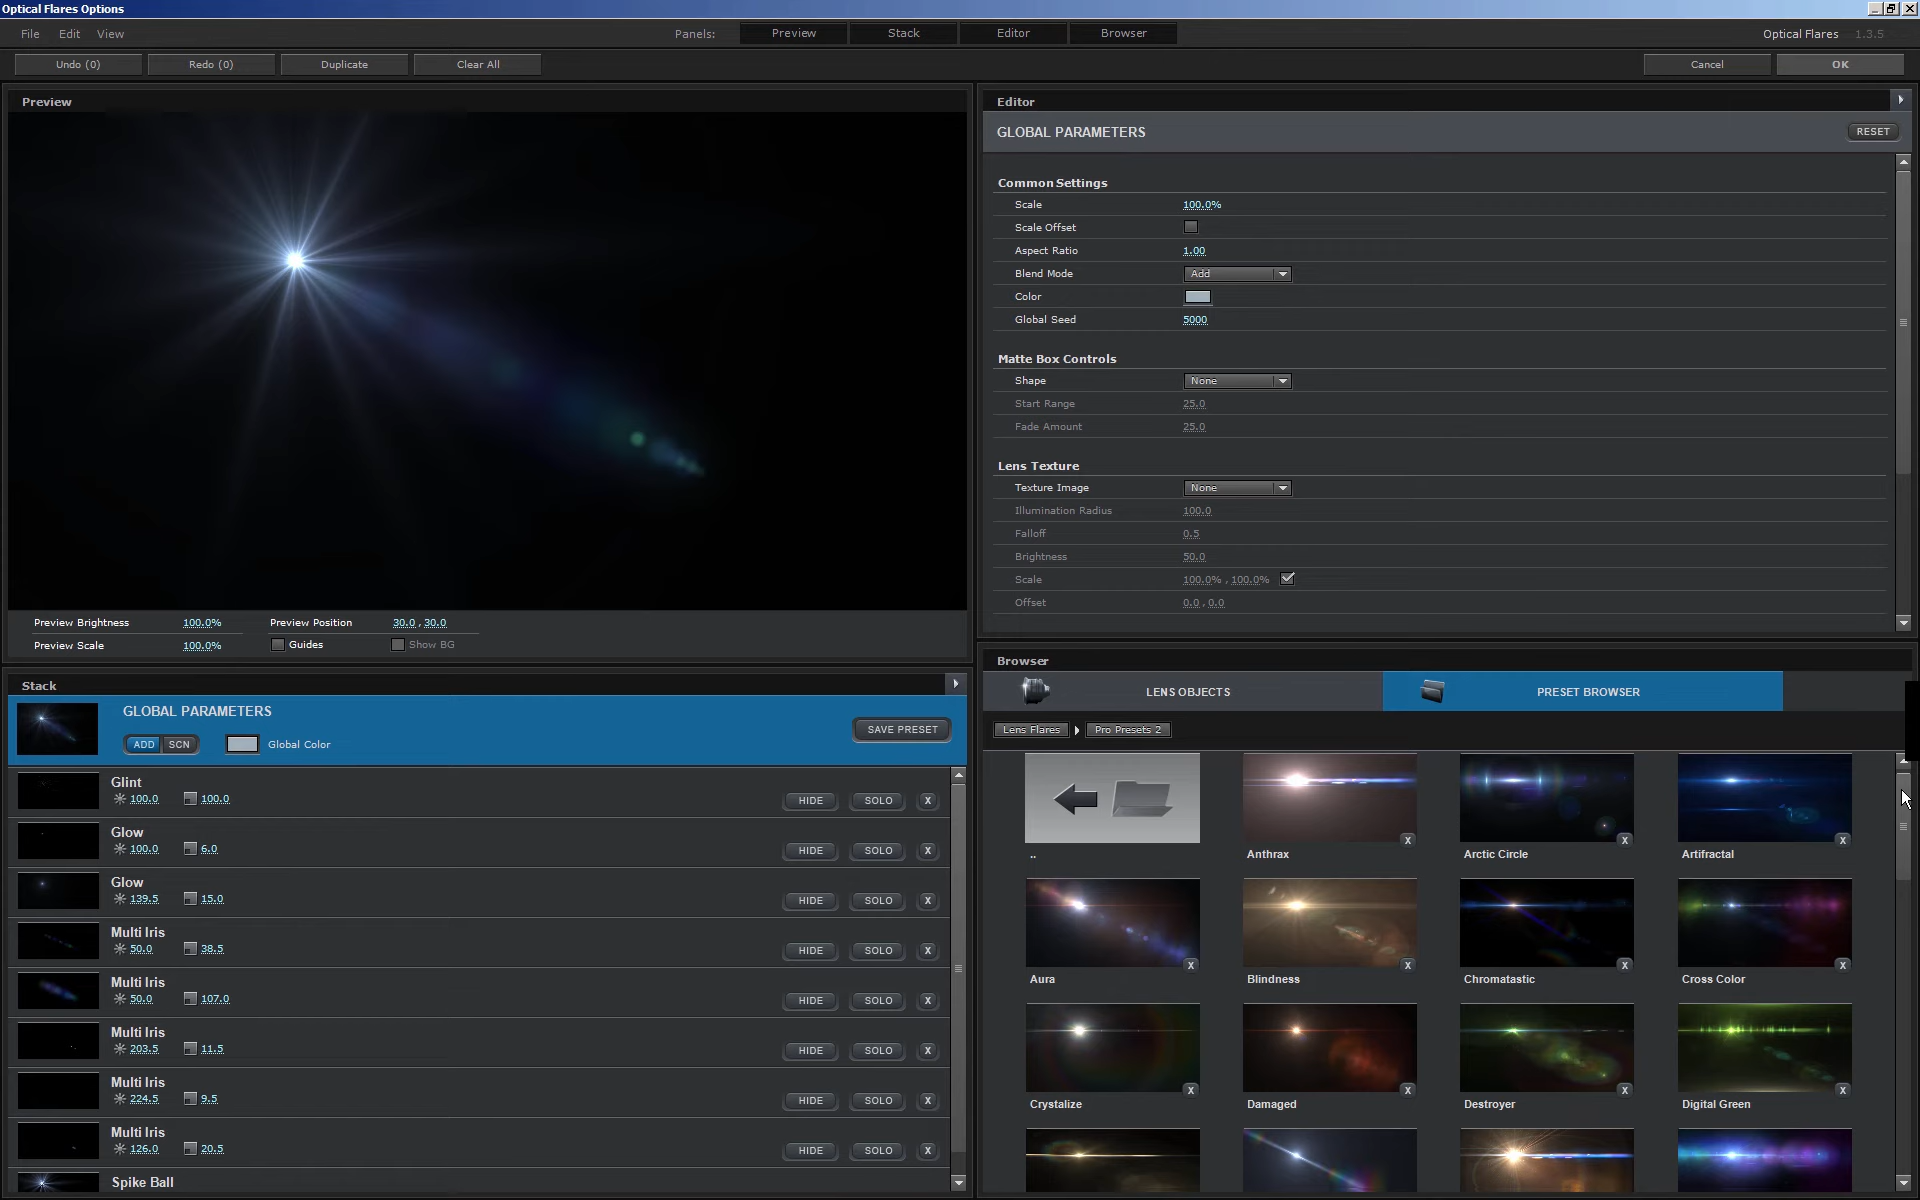 Optical Flares Options
File Edit View Panels: Preview Stack Editor Browser Optical Flares 1.3.5
Undo (0) Redo (0) Duplicate Clear All Cancel OK
Preview
Preview Brightness 100.0% Preview Position 30.0 , 30.0
Preview Scale 100.0% Guides Show BG
Stack
GLOBAL PARAMETERS
ADD SCN Global Color SAVE PRESET
Glint
100.0 100.0 HIDE SOLO X
Glow
100.0 6.0 HIDE SOLO X
Glow
139.5 15.0 HIDE SOLO X
Multi Iris
50.0 38.5 HIDE SOLO X
Multi Iris
50.0 107.0 HIDE SOLO X
Multi Iris
203.5 11.5 HIDE SOLO X
Multi Iris
224.5 9.5 HIDE SOLO X
Multi Iris
126.0 20.5 HIDE SOLO X
Spike Ball
Editor
GLOBAL PARAMETERS RESET
Common Settings
Scale 100.0%
Scale Offset
Aspect Ratio 1.00
Blend Mode Add
Color
Global Seed 5000
Matte Box Controls
Shape None
Start Range 25.0
Fade Amount 25.0
Lens Texture
Texture Image None
Illumination Radius 100.0
Falloff 0.5
Brightness 50.0
Scale 100.0% , 100.0%
Offset 0.0 , 0.0
Browser
LENS OBJECTS PRESET BROWSER
Lens Flares Pro Presets 2
X X X
.. Anthrax Arctic Circle Artifractal
X X X X
Aura Blindness Chromatastic Cross Color
X X X X
Crystalize Damaged Destroyer Digital Green